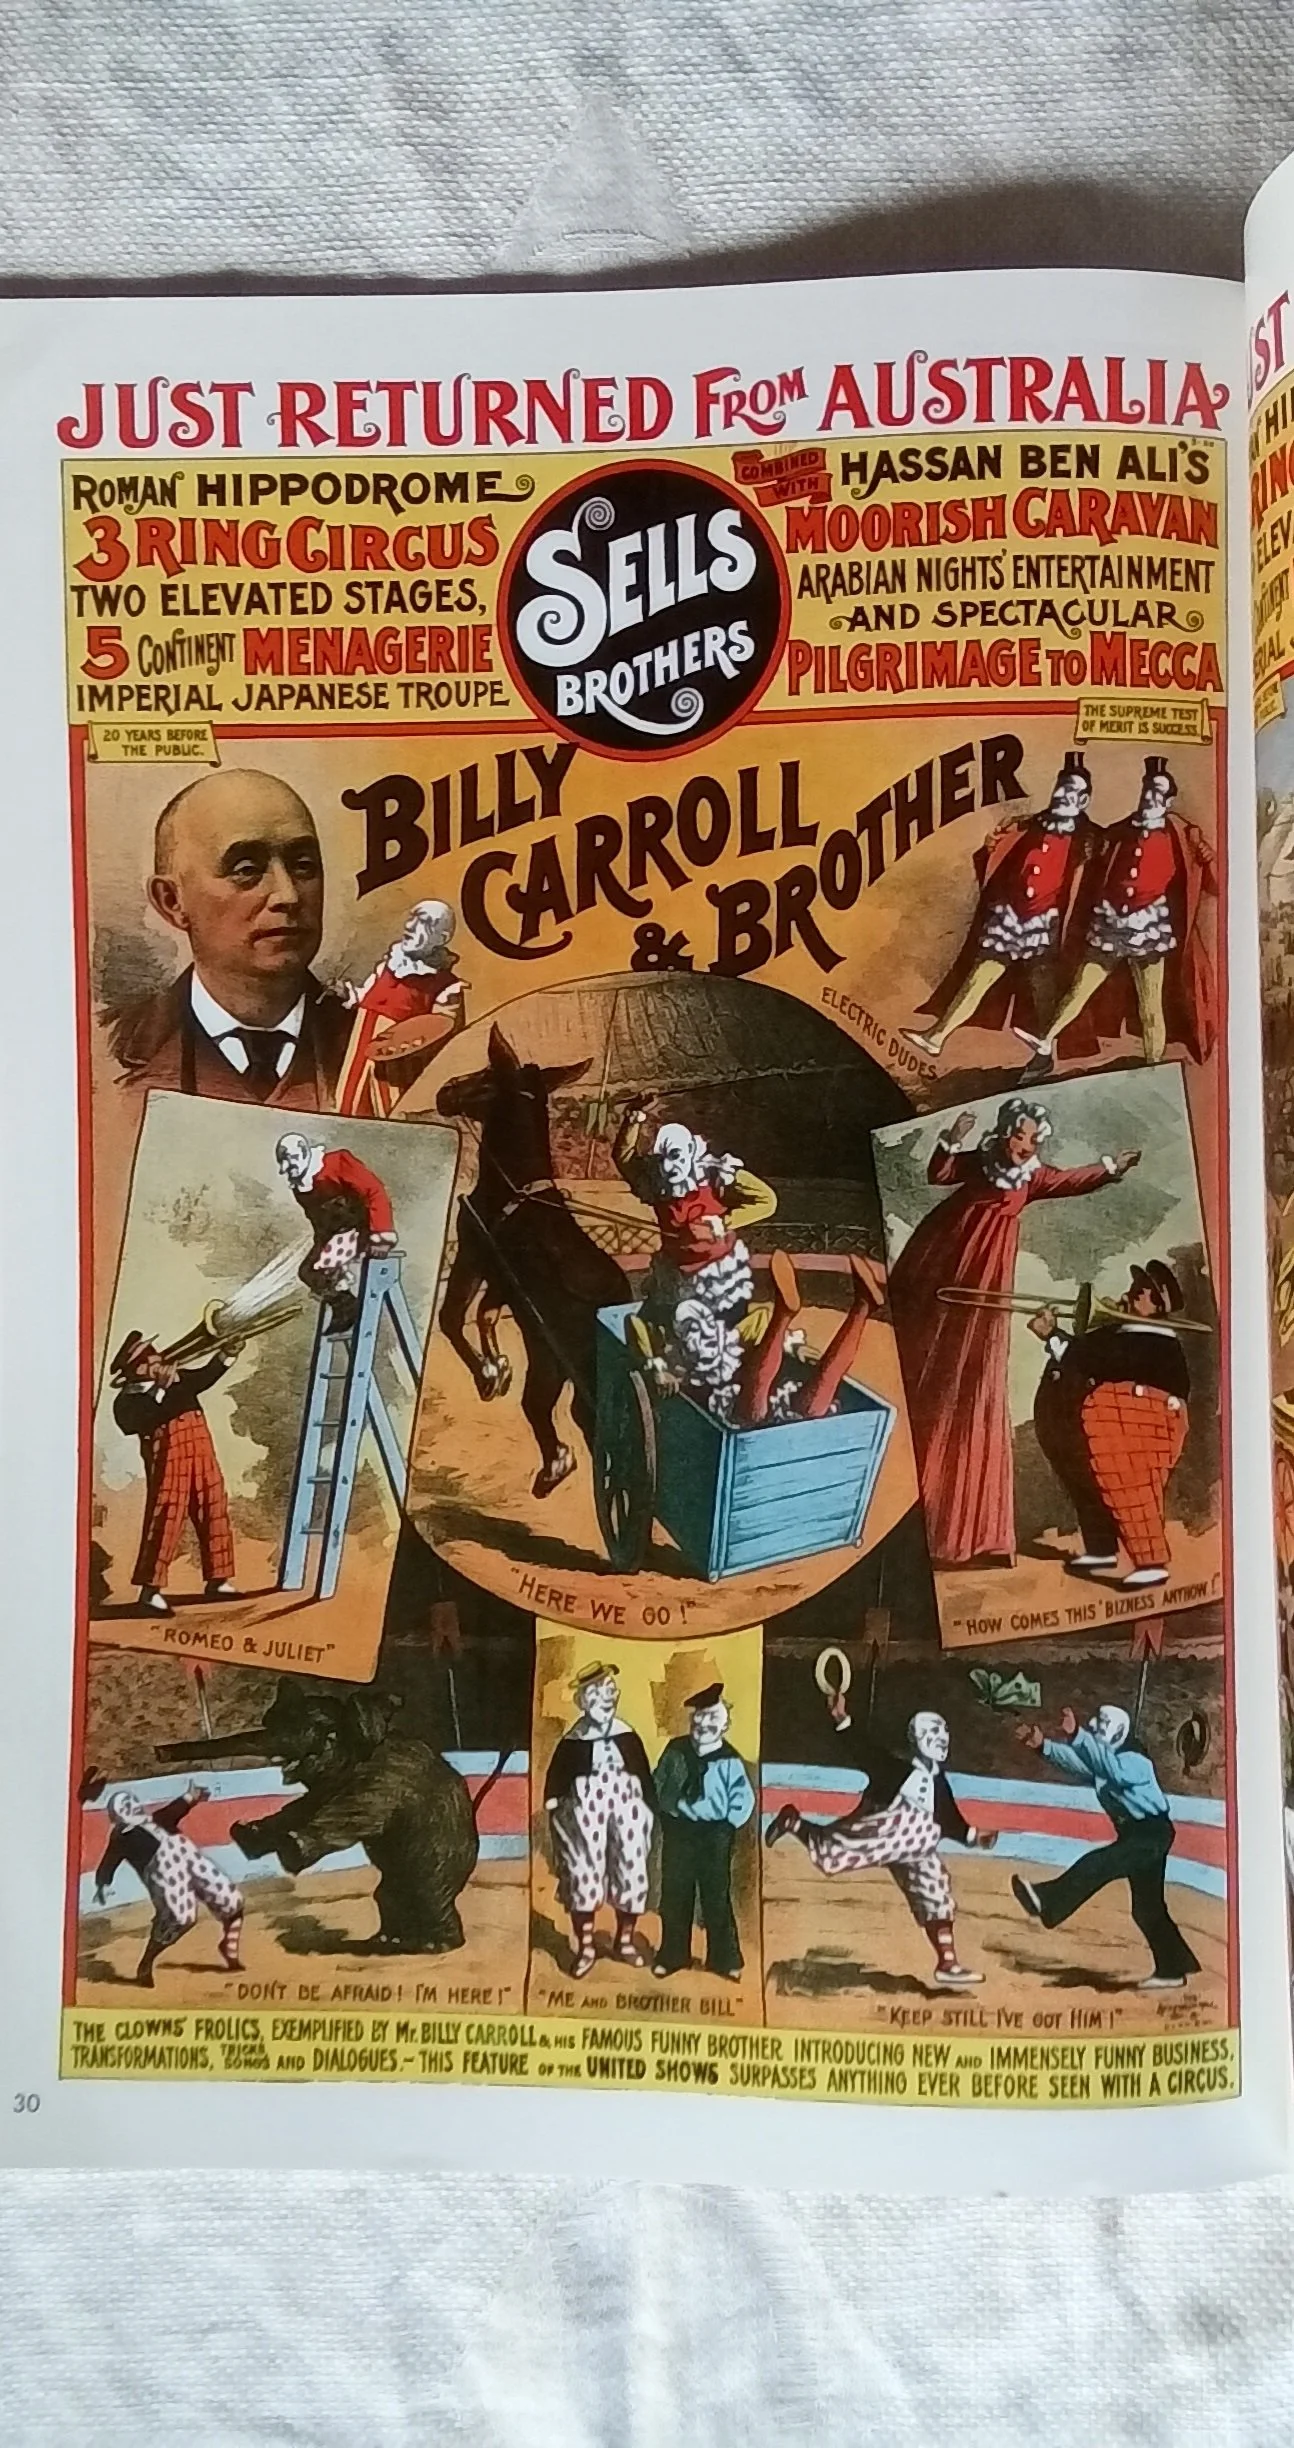 JUST RETURNED FROM AUSTRALIA
ROMAN HIPPODROME
3 RING CIRCUS
TWO ELEVATED STAGES,
5 CONTINENT MENAGERIE
IMPERIAL JAPANESE TROUPE
SELLS
BROTHERS
COMBINED
WITH
HASSAN BEN ALI'S
MOORISH CARAVAN
ARABIAN NIGHTS' ENTERTAINMENT
AND SPECTACULAR
PILGRIMAGE TO MECCA
20 YEARS BEFORE
THE PUBLIC.
THE SUPREME TEST
OF MERIT IS SUCCESS.
BILLY
CARROLL
& BROTHER
ELECTRIC DUDES
"ROMEO & JULIET"
"HERE WE GO!"
"HOW COMES THIS 'BIZNESS ANYHOW!"
"DON'T BE AFRAID! I'M HERE!"
"ME AND BROTHER BILL"
"KEEP STILL I'VE GOT HIM!"
THE CLOWNS' FROLICS, EXEMPLIFIED BY Mr. BILLY CARROLL & HIS FAMOUS FUNNY BROTHER INTRODUCING NEW AND IMMENSELY FUNNY BUSINESS,
TRANSFORMATIONS, TRICKS SONGS AND DIALOGUES.- THIS FEATURE OF THE UNITED SHOWS SURPASSES ANYTHING EVER BEFORE SEEN WITH A CIRCUS.
30